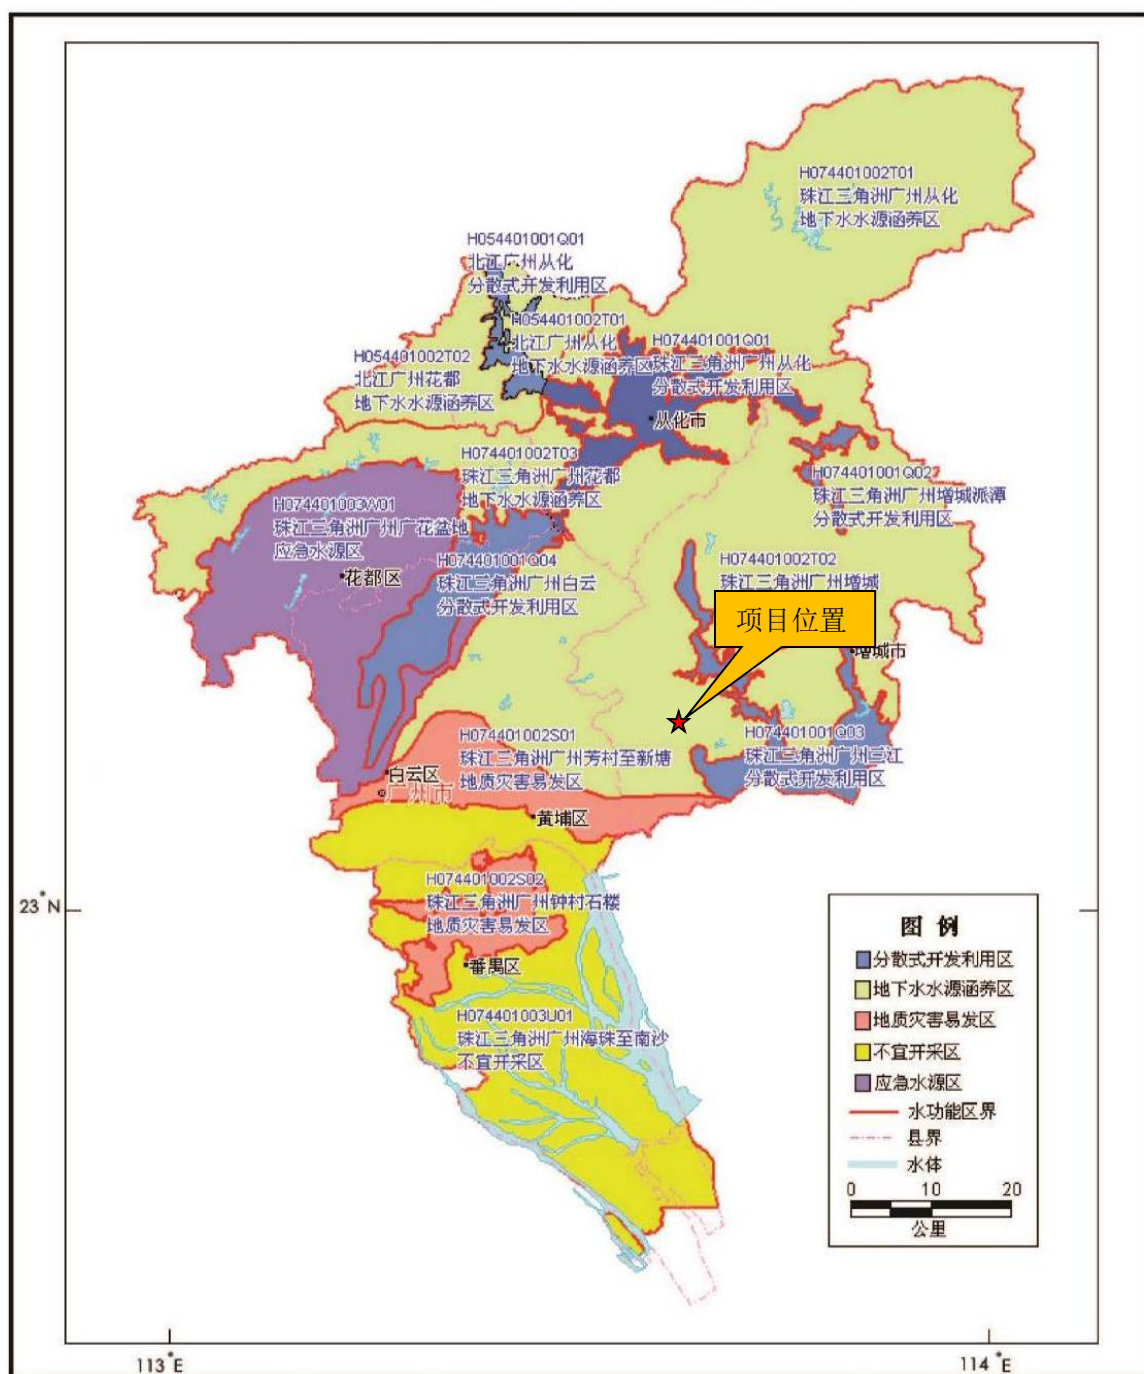 H074401002T01
珠江三角洲广州从化
地下水水源涵养区
H054401001Q01
北江广州从化
分散式开发利用区
H054401002T01
北江广州从化
地下水水源涵养区
H074401001Q01
珠江三角洲广州从化
分散式开发利用区
H054401002T02
北江广州花都
地下水水源涵养区
从化市
H074401002T03
珠江三角洲广州花都
地下水水源涵养区
H074401001Q02
珠江三角洲广州增城派潭
分散式开发利用区
H074401003W01
珠江三角洲广州广花盆地
应急水源区
花都区
H074401001Q04
珠江三角洲广州白云
分散式开发利用区
H074401002T02
珠江三角洲广州增城
项目位置
增城市
H074401002S01
珠江三角洲广州芳村至新塘
地质灾害易发区
H074401001Q03
珠江三角洲广州三江
分散式开发利用区
白云区
广州市
黄埔区
H074401002S02
珠江三角洲广州钟村石楼
地质灾害易发区
番禺区
H074401003U01
珠江三角洲广州海珠至南沙
不宜开采区
23°N
图 例
分散式开发利用区
地下水水源涵养区
地质灾害易发区
不宜开采区
应急水源区
水功能区界
县界
水体
0 10 20
公里
113°E
114°E